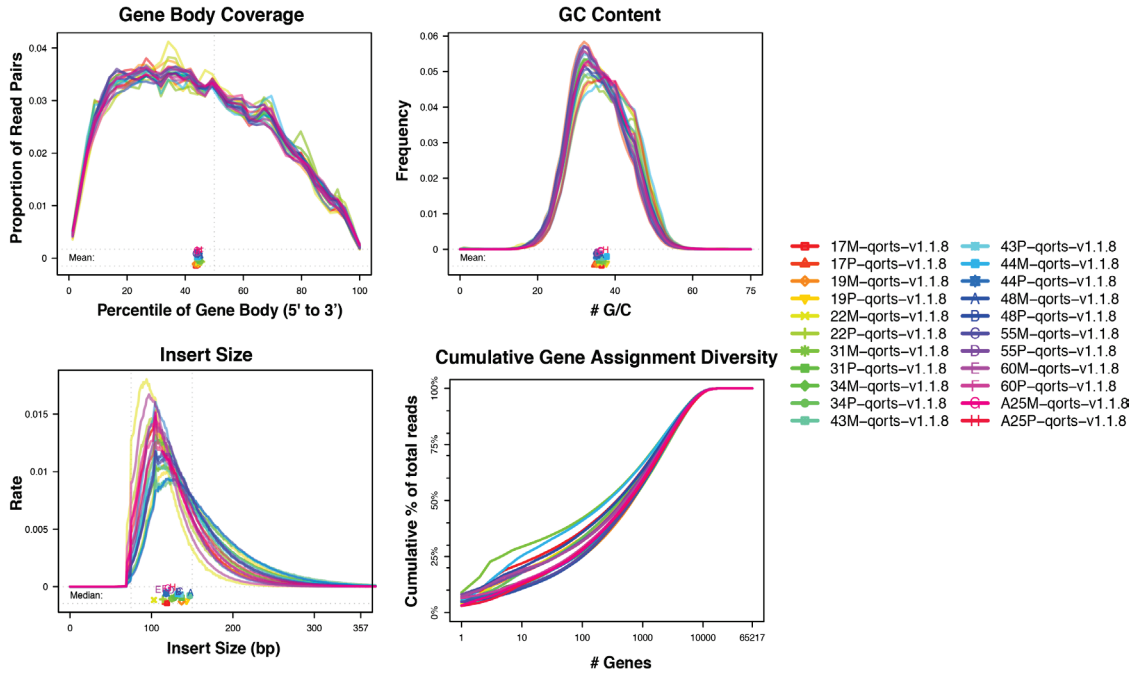 Gene Body Coverage
Proportion of Read Pairs
0.04
0.03
0.02
0.01
0
Mean:
0 20 40 60 80 100
Percentile of Gene Body (5' to 3')
GC Content
Frequency
0.06
0.05
0.04
0.03
0.02
0.01
0
Mean:
0 20 40 60 75
# G/C
Insert Size
Rate
0.015
0.01
0.005
0
Median:
0 100 200 300 357
Insert Size (bp)
Cumulative Gene Assignment Diversity
Cumulative % of total reads
100%
75%
50%
25%
0%
1 10 100 1000 10000 65217
# Genes
17M-qorts-v1.1.8
17P-qorts-v1.1.8
19M-qorts-v1.1.8
19P-qorts-v1.1.8
22M-qorts-v1.1.8
22P-qorts-v1.1.8
31M-qorts-v1.1.8
31P-qorts-v1.1.8
34M-qorts-v1.1.8
34P-qorts-v1.1.8
43M-qorts-v1.1.8
43P-qorts-v1.1.8
44M-qorts-v1.1.8
44P-qorts-v1.1.8
A 48M-qorts-v1.1.8
B 48P-qorts-v1.1.8
C 55M-qorts-v1.1.8
D 55P-qorts-v1.1.8
E 60M-qorts-v1.1.8
F 60P-qorts-v1.1.8
G A25M-qorts-v1.1.8
H A25P-qorts-v1.1.8